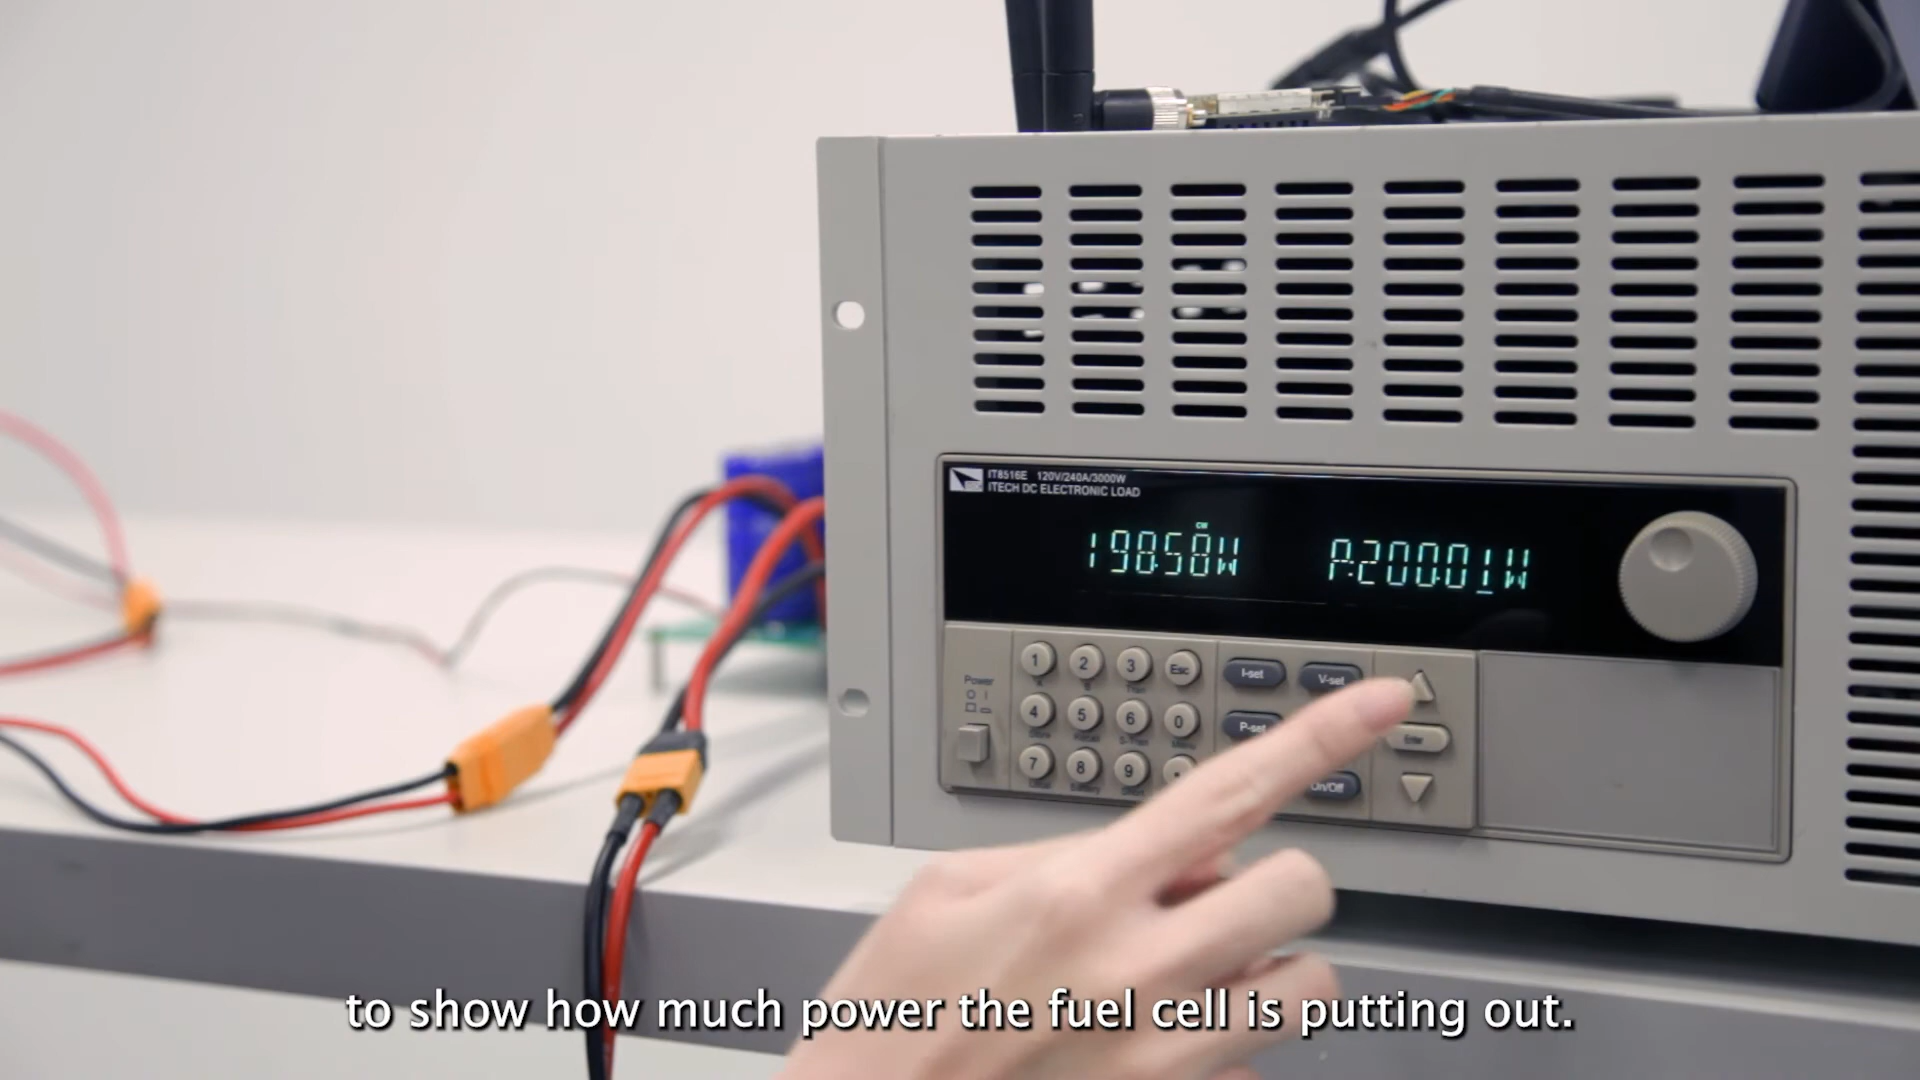 IT8516E 120V/240A/3000W
ITECH DC ELECTRONIC LOAD
CW
198.58W P:200.01W
Power
1 2 3 Esc I-set V-set
4 5 6 0 P-set Enter
7 8 9 On/Off
to show how much power the fuel cell is putting out.